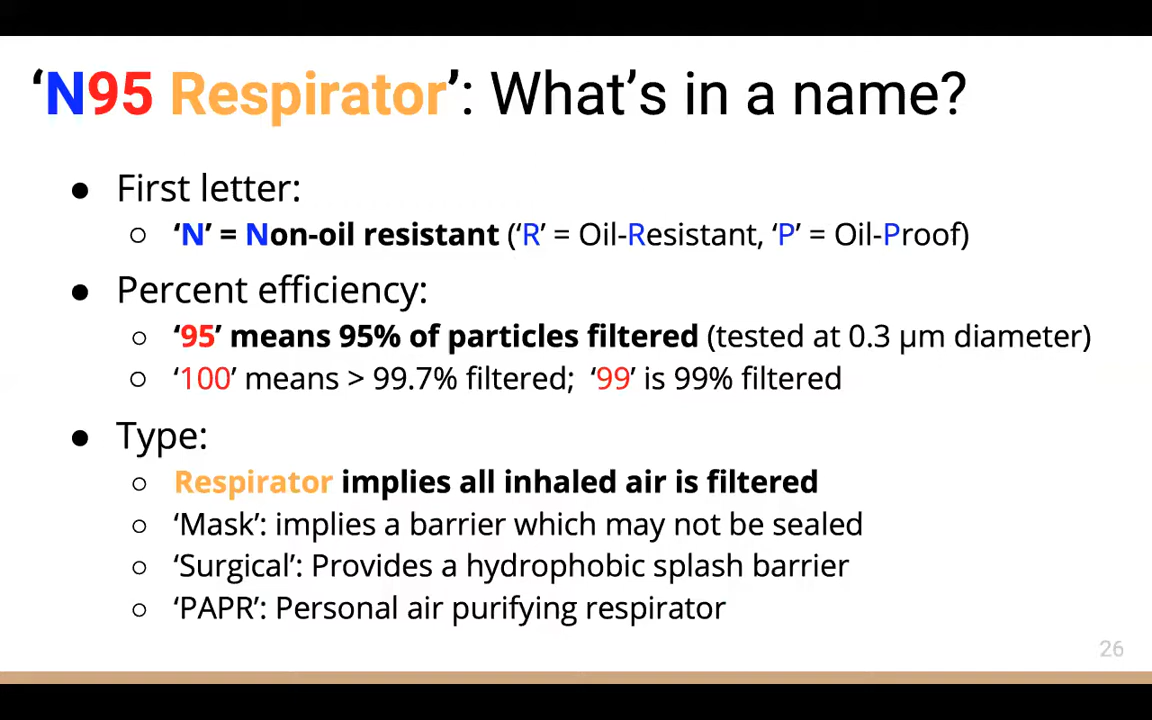 ‘N95 Respirator’: What’s in a name?
● First letter:
○ ‘N’ = Non-oil resistant (‘R’ = Oil-Resistant, ‘P’ = Oil-Proof)
● Percent efficiency:
○ ‘95’ means 95% of particles filtered (tested at 0.3 µm diameter)
○ ‘100’ means > 99.7% filtered; ‘99’ is 99% filtered
● Type:
○ Respirator implies all inhaled air is filtered
○ ‘Mask’: implies a barrier which may not be sealed
○ ‘Surgical’: Provides a hydrophobic splash barrier
○ ‘PAPR’: Personal air purifying respirator
26